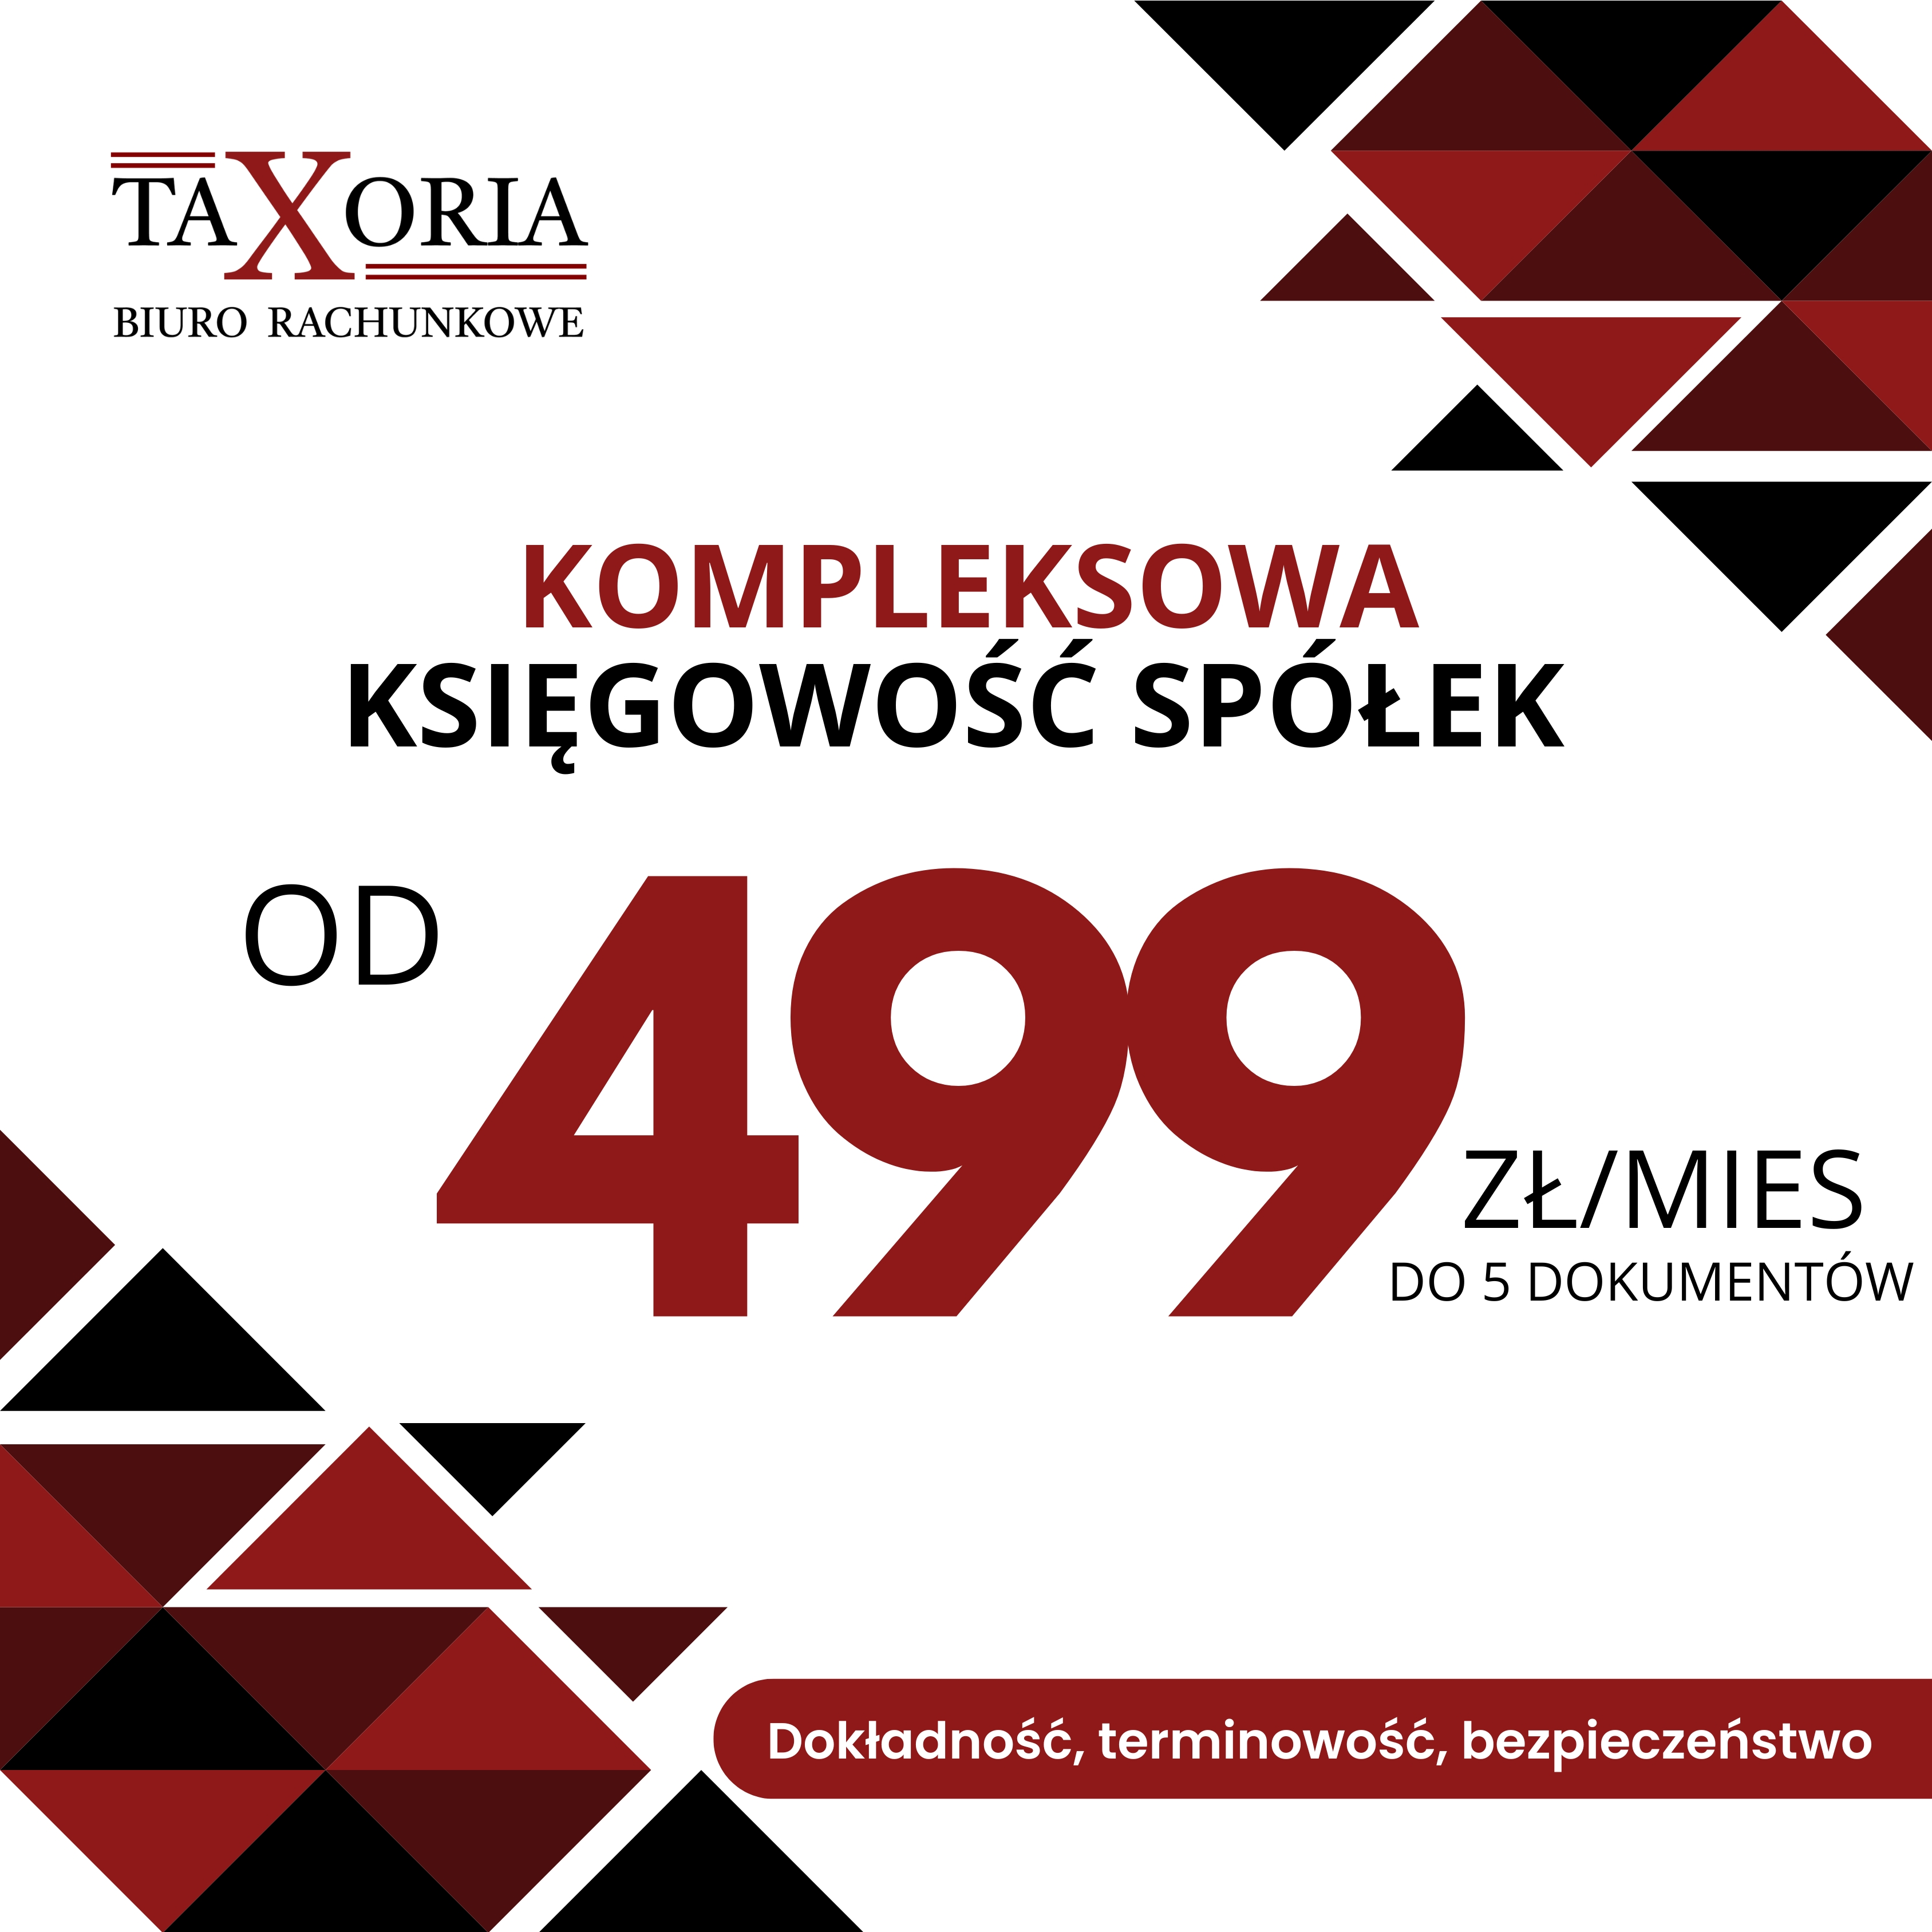 TAXORIA
BIURO RACHUNKOWE
KOMPLEKSOWA
KSIĘGOWOŚĆ SPÓŁEK
OD 499 ZŁ/MIES
DO 5 DOKUMENTÓW
Dokładność, terminowość, bezpieczeństwo